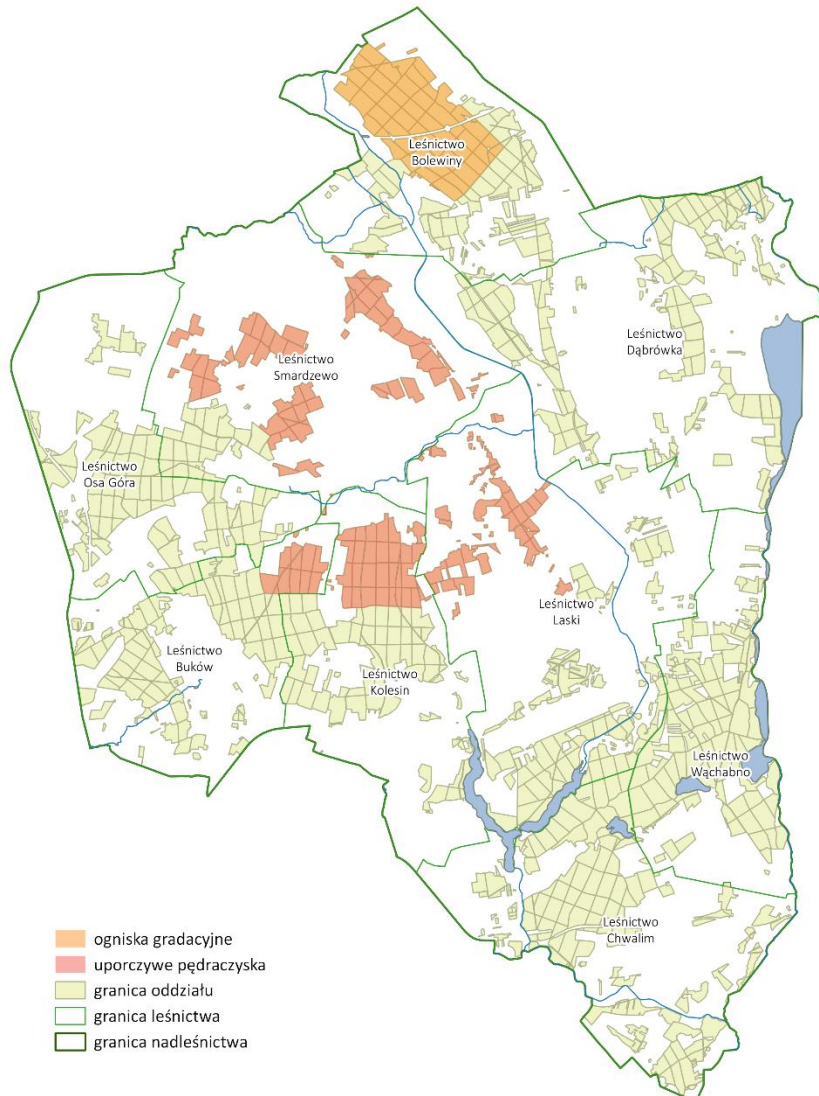 Leśnictwo
Bolewiny
Leśnictwo
Dąbrówka
Leśnictwo
Smardzewo
Leśnictwo
Osa Góra
Leśnictwo
Laski
Leśnictwo
Buków
Leśnictwo
Kolesin
Leśnictwo
Wąchabno
Leśnictwo
Chwalim
ogniska gradacyjne
uporczywe pędraczyska
granica oddziału
granica leśnictwa
granica nadleśnictwa